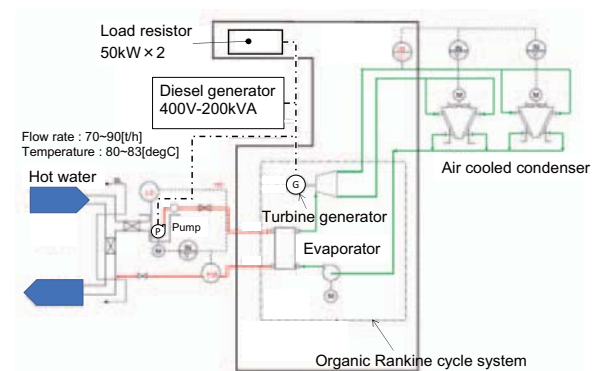 Load resistor
50kW×2
Diesel generator
400V-200kVA
Flow rate : 70~90[t/h]
Temperature : 80~83[degC]
Hot water
Air cooled condenser
G
Turbine generator
P
Pump
Evaporator
M
M
M
Organic Rankine cycle system